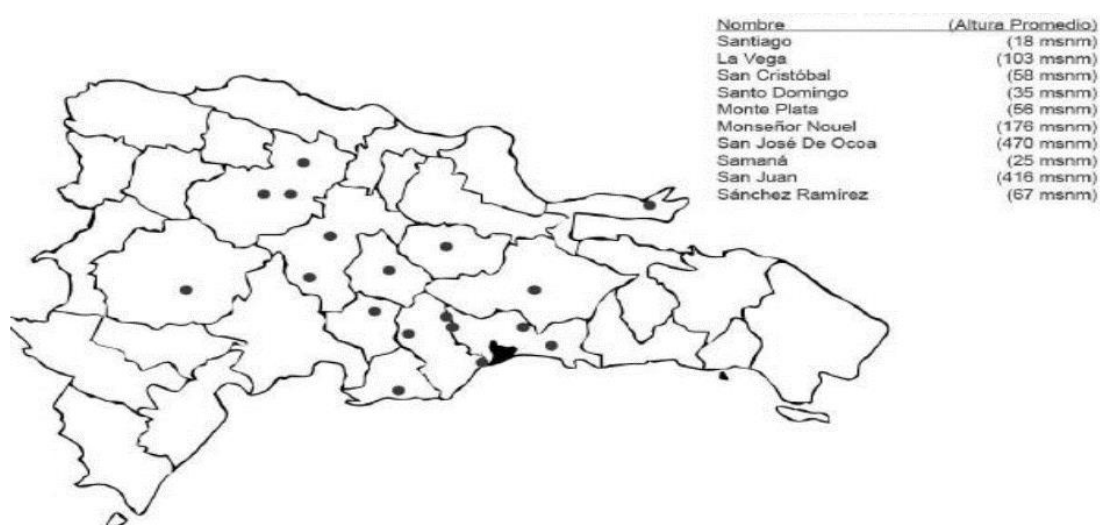 Nombre (Altura Promedio)
Santiago (18 msnm)
La Vega (103 msnm)
San Cristóbal (58 msnm)
Santo Domingo (35 msnm)
Monte Plata (56 msnm)
Monseñor Nouel (176 msnm)
San José De Ocoa (470 msnm)
Samaná (25 msnm)
San Juan (416 msnm)
Sánchez Ramírez (67 msnm)